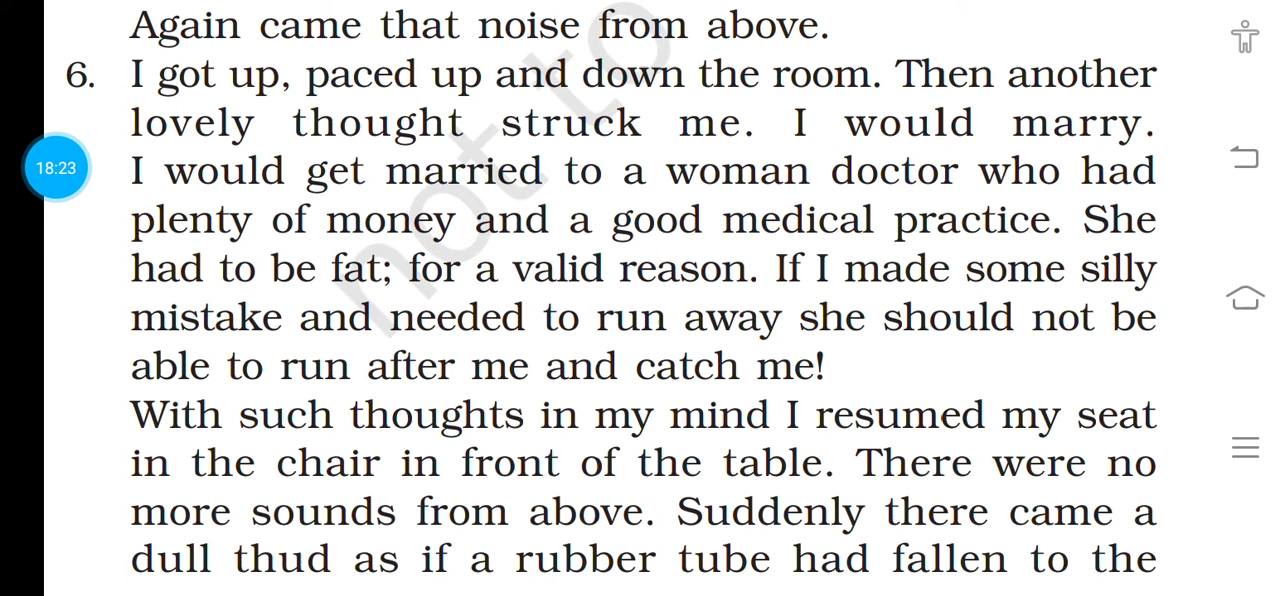 Again came that noise from above.
6. I got up, paced up and down the room. Then another
lovely thought struck me. I would marry.
18:23
I would get married to a woman doctor who had
plenty of money and a good medical practice. She
had to be fat; for a valid reason. If I made some silly
mistake and needed to run away she should not be
able to run after me and catch me!
With such thoughts in my mind I resumed my seat
in the chair in front of the table. There were no
more sounds from above. Suddenly there came a
dull thud as if a rubber tube had fallen to the
not to